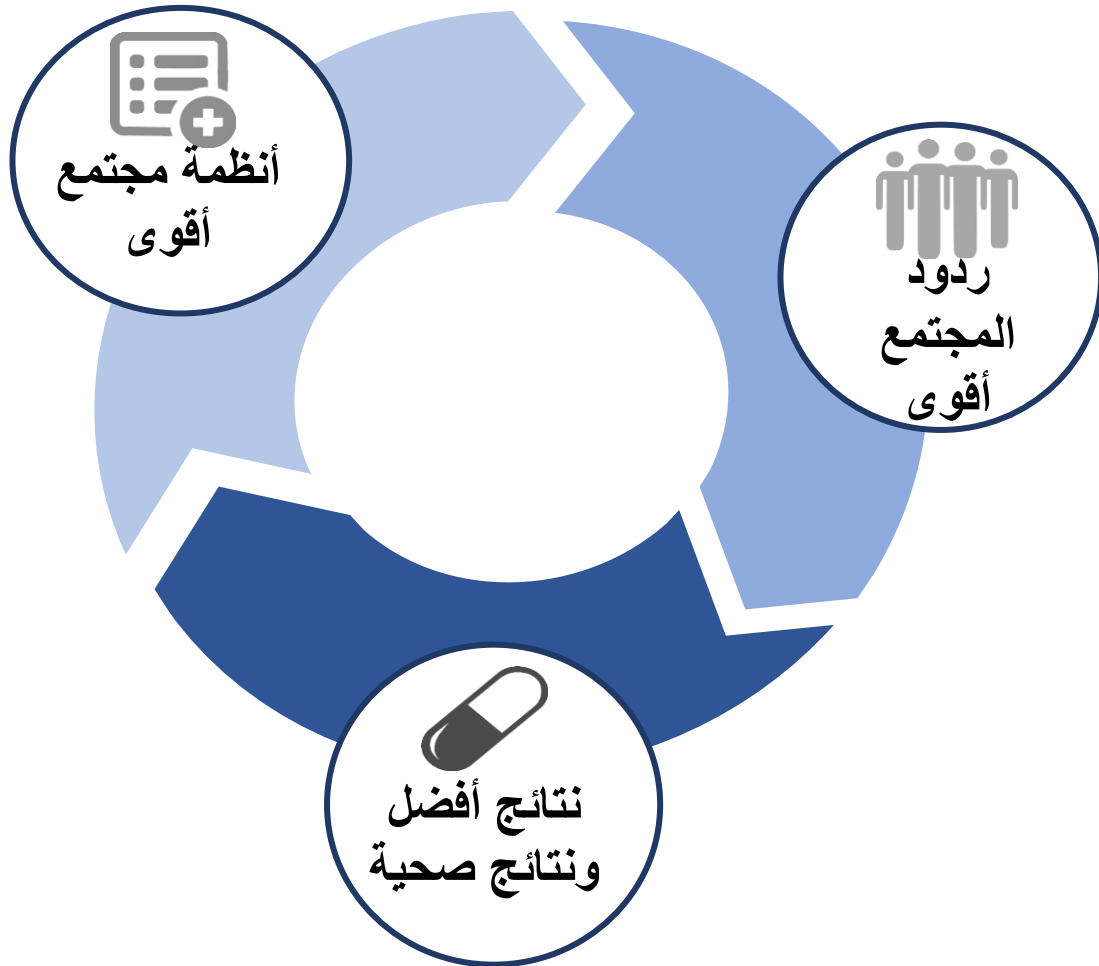 أنظمة مجتمع
أقوى
ردود
المجتمع
أقوى
نتائج أفضل
ونتائج صحية